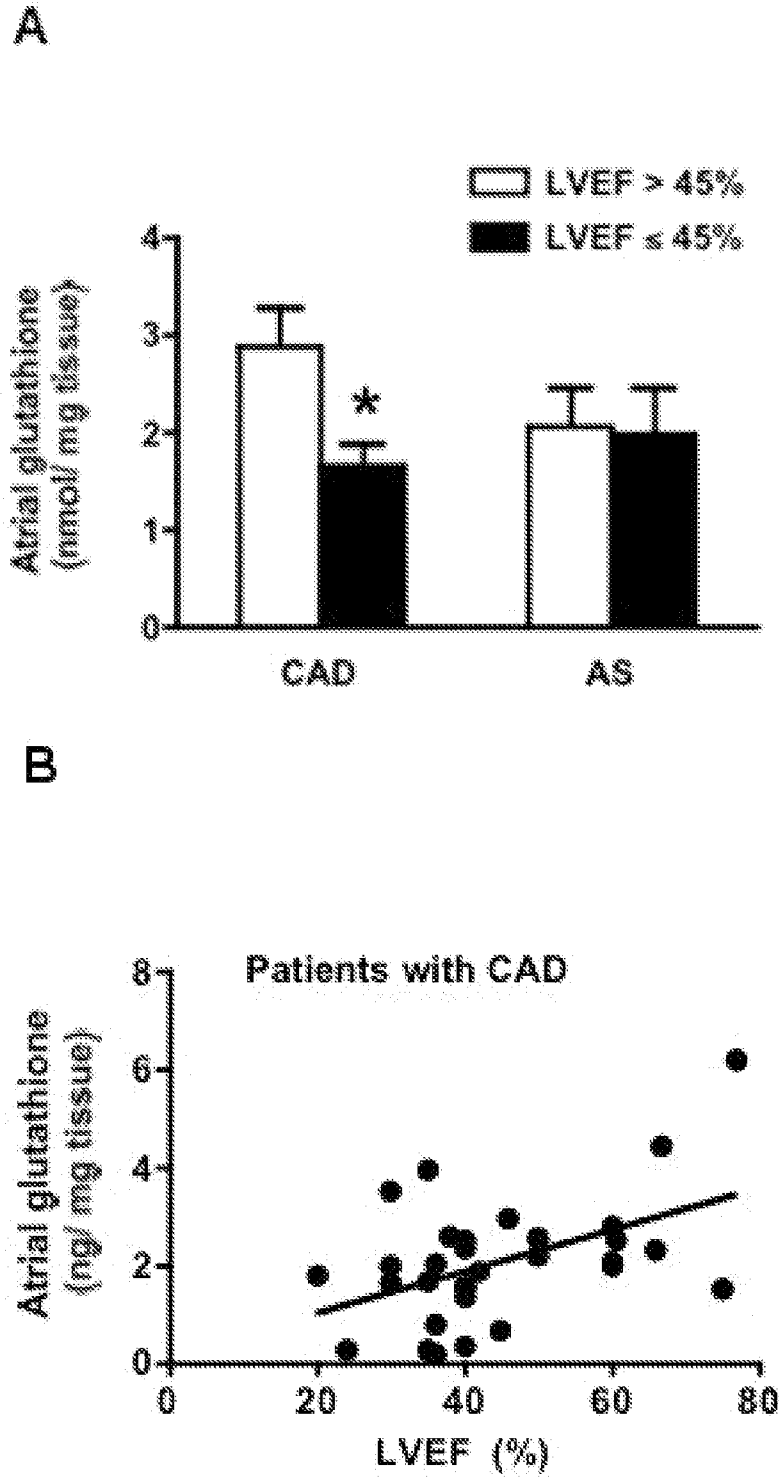 A
LVEF > 45%
LVEF ≤ 45%
Atrial glutathione
(nmol/ mg tissue)
4
3
2
1
0
*
CAD
AS
B
Patients with CAD
Atrial glutathione
(ng/ mg tissue)
8
6
4
2
0
0
20
40
60
80
LVEF (%)